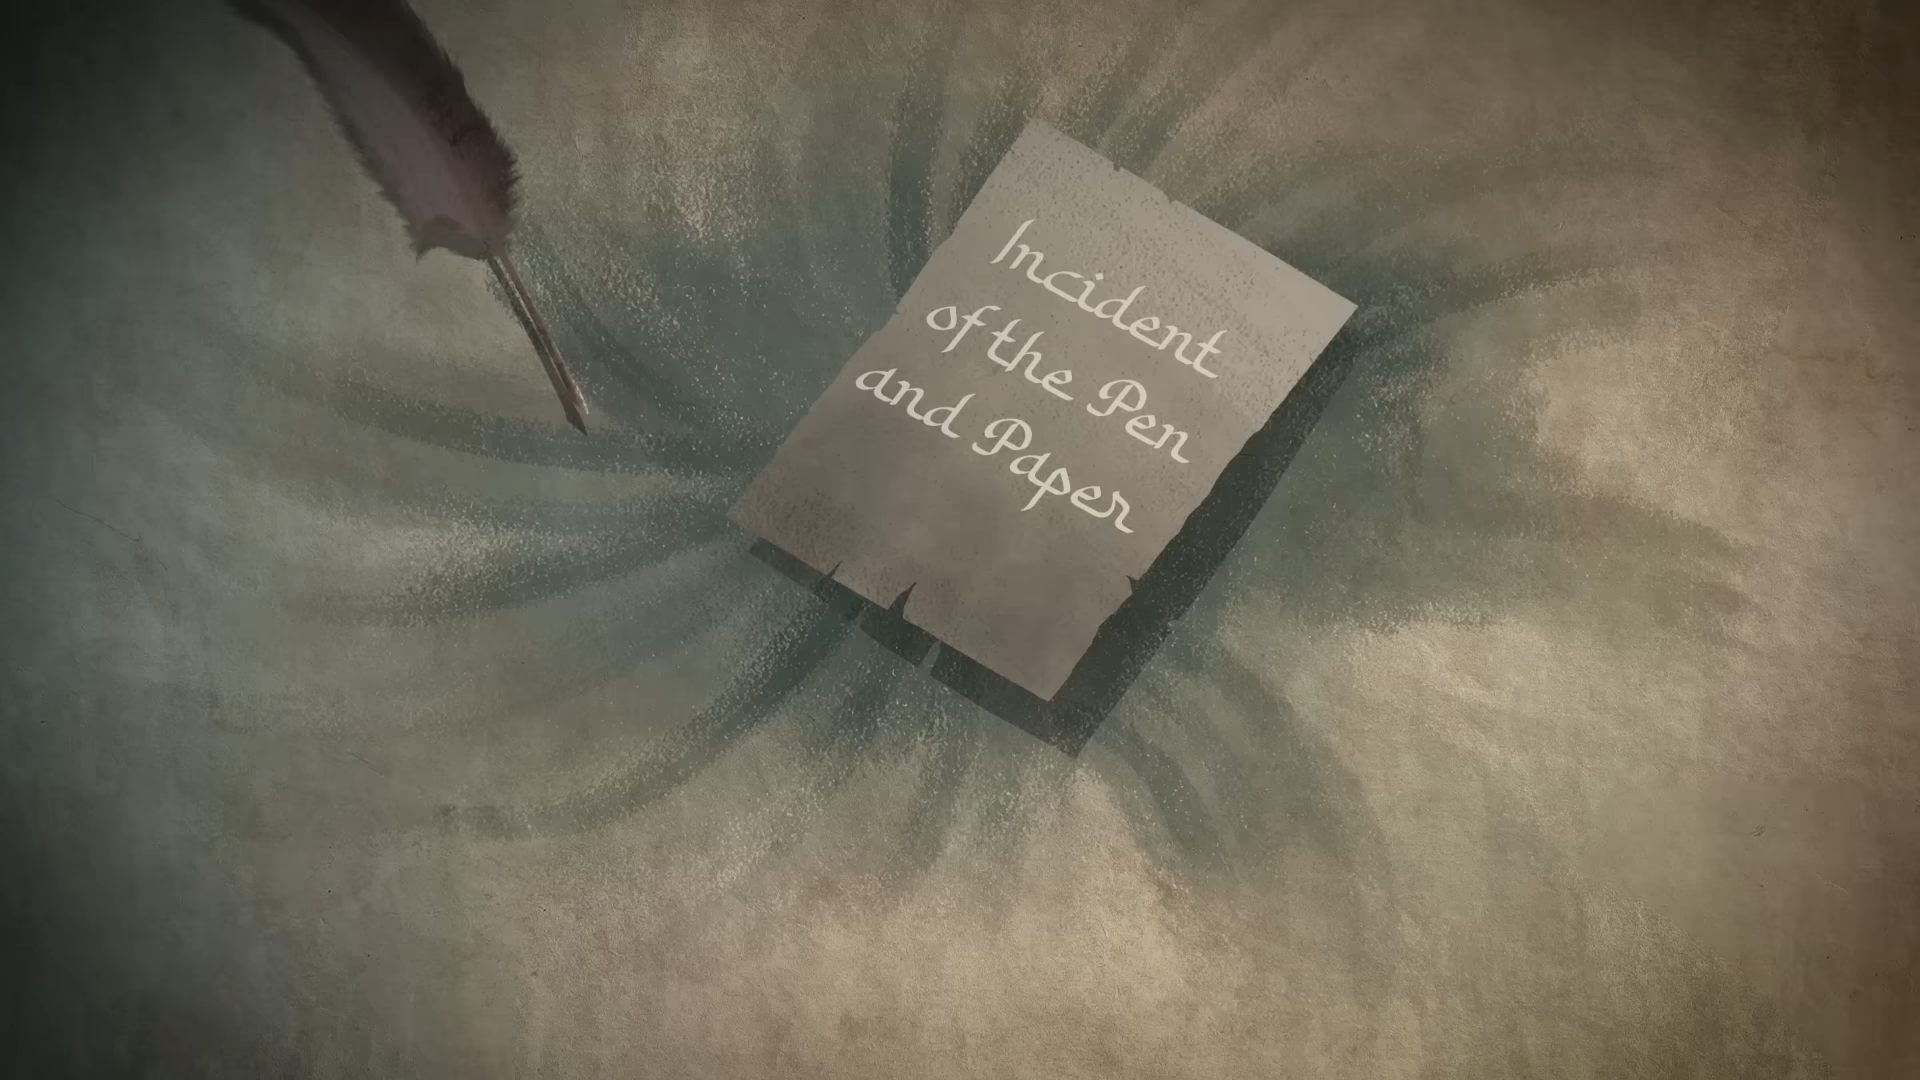 Incident
of the Pen
and Paper